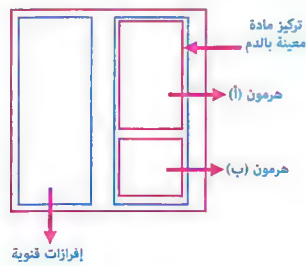 تركيز مادة
معينة بالدم
هرمون (أ)
هرمون (ب)
إفرازات قنوية